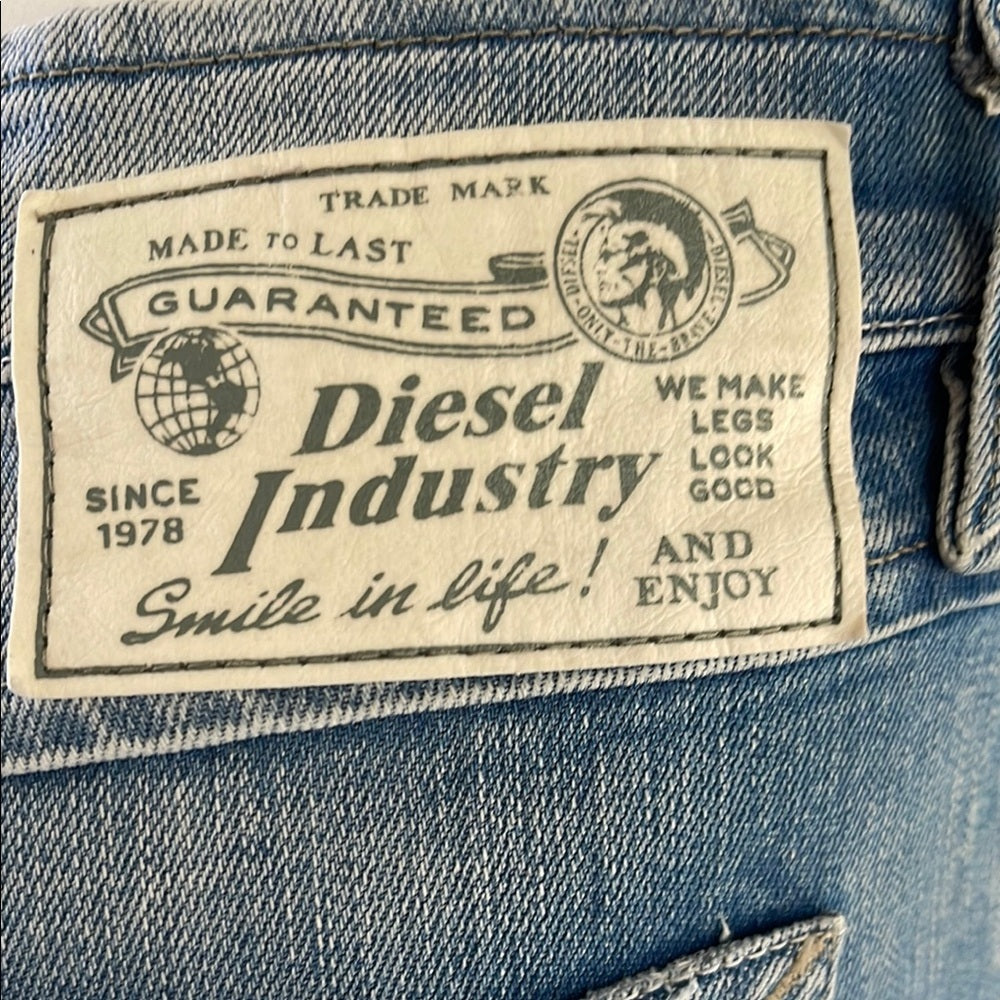 TRADE MARK
MADE TO LAST
GUARANTEED
DIESEL · ONLY · THE · BRAVE · DIESEL
Diesel
Industry
SINCE
1978
WE MAKE
LEGS
LOOK
GOOD
Smile in life!
AND
ENJOY